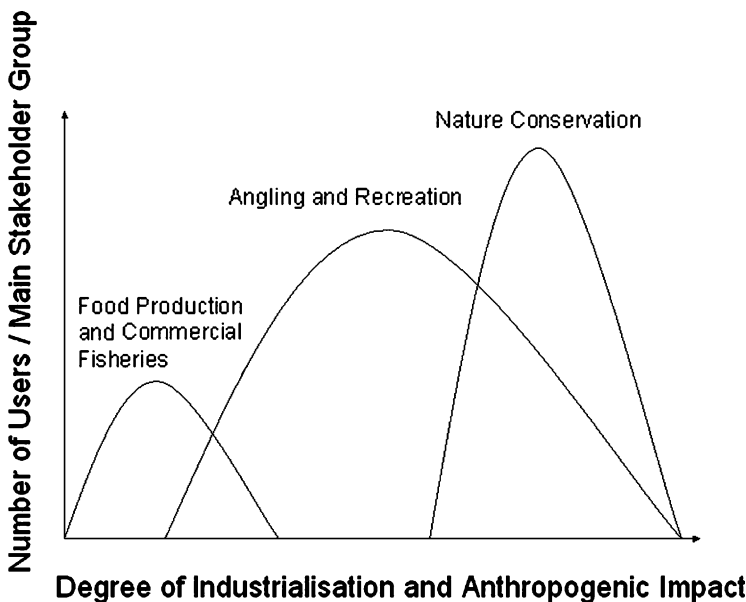 Number of Users / Main Stakeholder Group
Nature Conservation
Angling and Recreation
Food Production
and Commercial
Fisheries
Degree of Industrialisation and Anthropogenic Impact